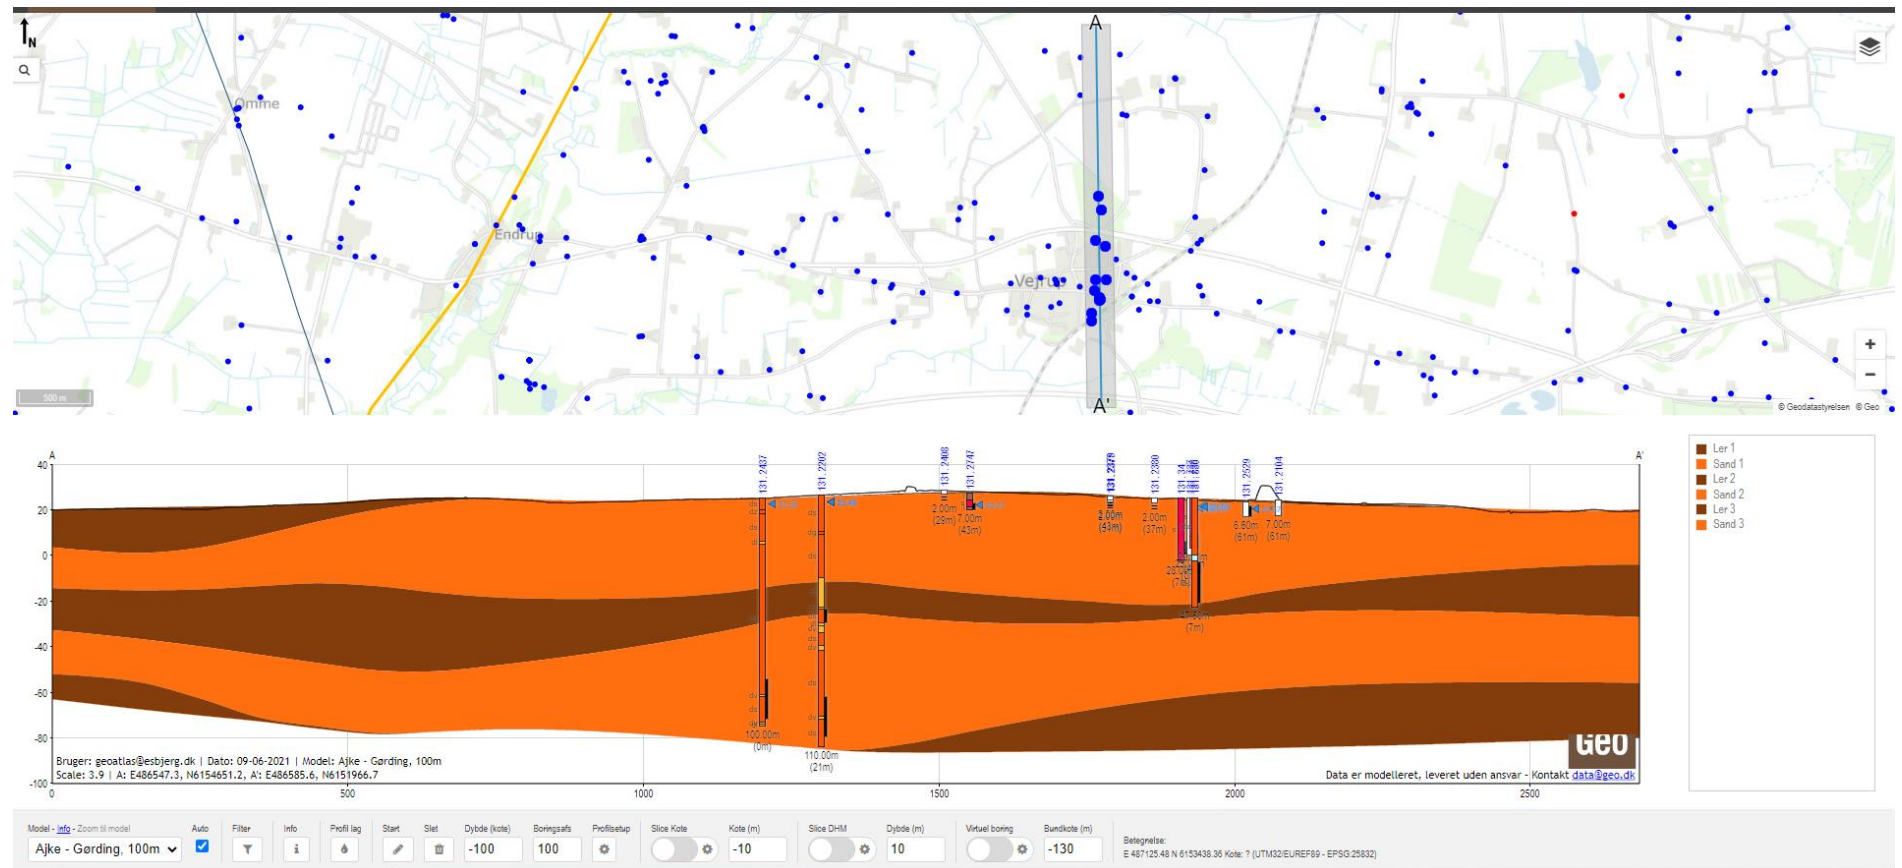 N
A
Omme
Endrup
Vejrup
500 m
A'
© Geodatastyrelsen © Geo
A
A'
40
20
0
-20
-40
-60
-80
-100
0
500
1000
1500
2000
2500
131. 2437
131. 2202
131. 2408
131. 2747
131. 2380
131. 34
131. 2529
131. 2104
2.00m
(29m)
7.00m
(43m)
2.00m
(43m)
2.00m
(37m)
6.60m
(61m)
7.00m
(61m)
(7m)
100.00m
(0m)
110.00m
(21m)
Ler 1
Sand 1
Ler 2
Sand 2
Ler 3
Sand 3
Bruger: geoatlas@esbjerg.dk | Dato: 09-06-2021 | Model: Ajke - Gørding, 100m
Scale: 3.9 | A: E486547.3, N6154651.2, A': E486585.6, N6151966.7
Geo
Data er modelleret, leveret uden ansvar - Kontakt data@geo.dk
Model - Info - Zoom til model
Ajke - Gørding, 100m
Auto
Filter
Info
Profil lag
Start
Slet
Dybde (kote)
-100
Boringsafs
100
Profilsetup
Slice Kote
Kote (m)
-10
Slice DHM
Dybde (m)
10
Virtuel boring
Bundkote (m)
-130
Betegnelse:
E 487125.48 N 6153438.36 Kote: ? (UTM32/EUREF89 - EPSG:25832)